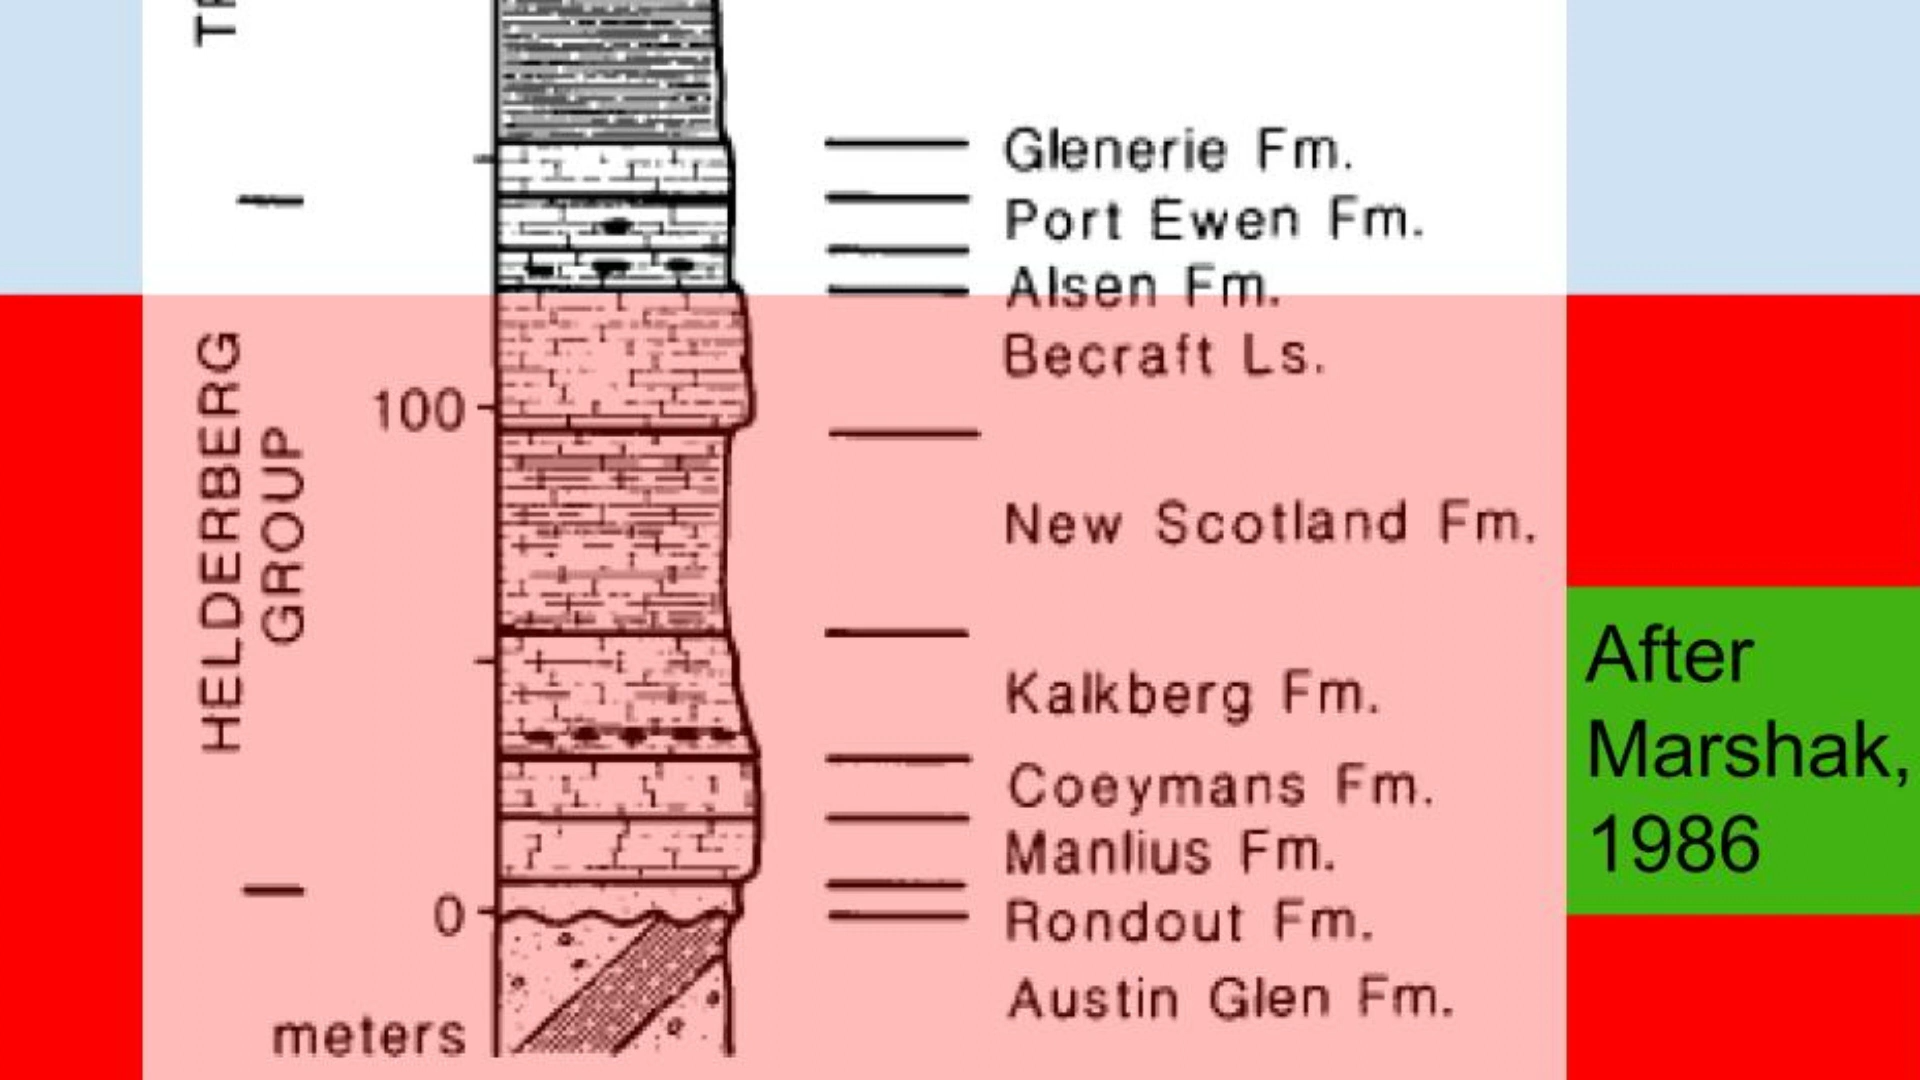 TR
Glenerie Fm.
Port Ewen Fm.
Alsen Fm.
Becraft Ls.
HELDERBERG
GROUP
100
New Scotland Fm.
Kalkberg Fm.
After
Marshak,
1986
Coeymans Fm.
Manlius Fm.
0
Rondout Fm.
Austin Glen Fm.
meters